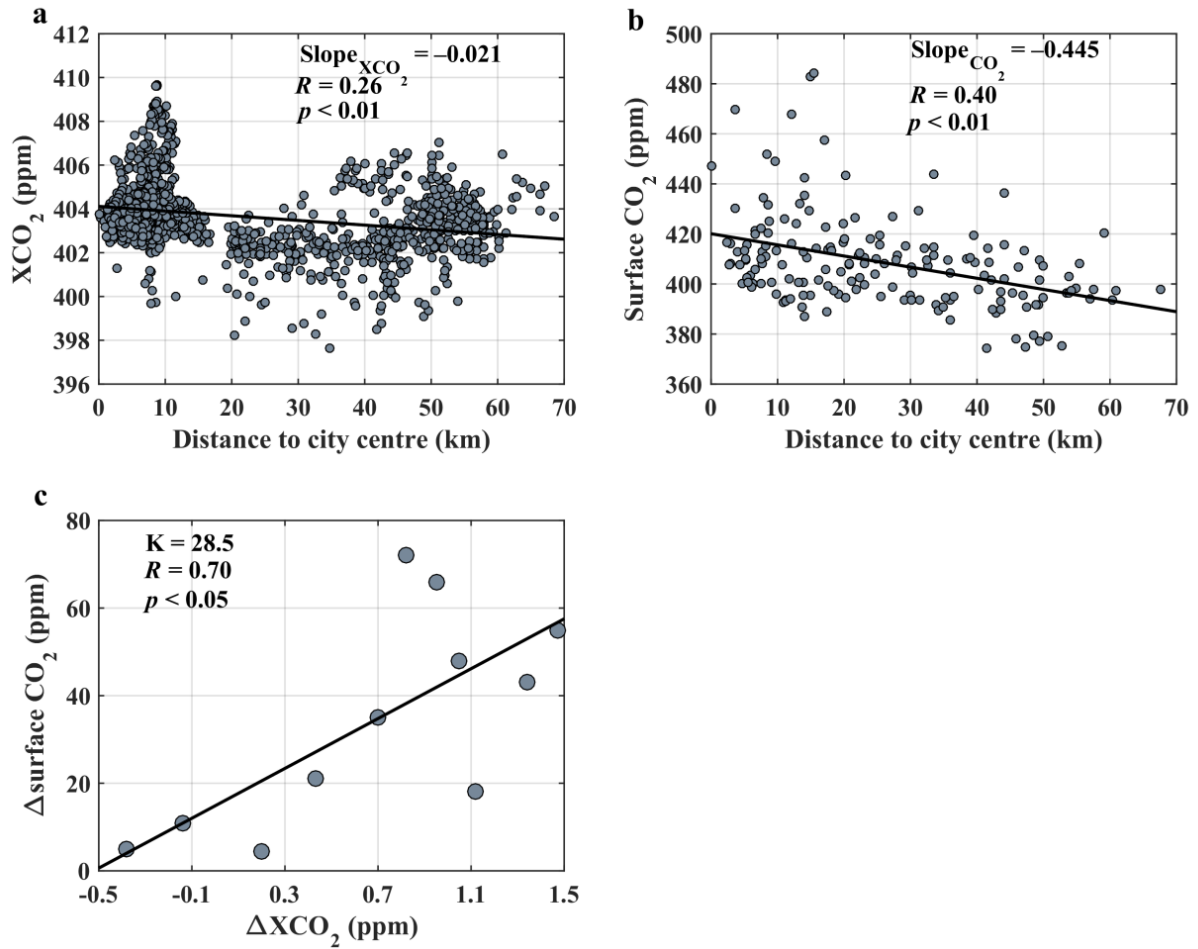 a
412
410
408
406
404
402
400
398
396
XCO2 (ppm)
SlopeXCO2 = –0.021
R = 0.26
p < 0.01
0 10 20 30 40 50 60 70
Distance to city centre (km)
b
500
480
460
440
420
400
380
360
Surface CO2 (ppm)
SlopeCO2 = –0.445
R = 0.40
p < 0.01
0 10 20 30 40 50 60 70
Distance to city centre (km)
c
80
60
40
20
0
Δsurface CO2 (ppm)
K = 28.5
R = 0.70
p < 0.05
-0.5 -0.1 0.3 0.7 1.1 1.5
ΔXCO2 (ppm)